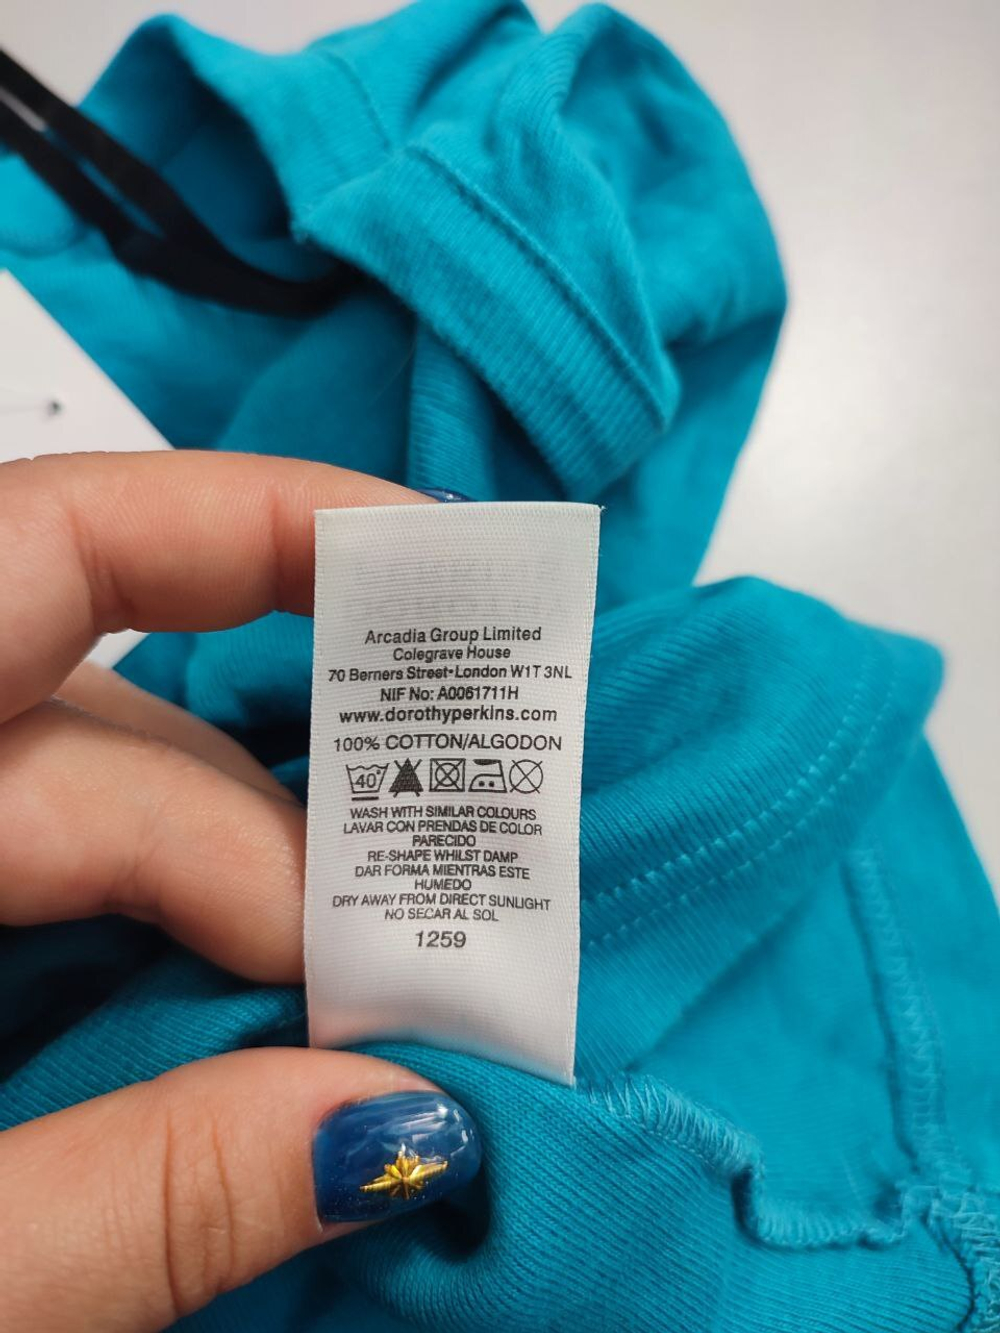 Arcadia Group Limited
Colegrave House
70 Berners Street•London W1T 3NL
NIF No: A0061711H
www.dorothyperkins.com
100% COTTON/ALGODON
40°
WASH WITH SIMILAR COLOURS
LAVAR CON PRENDAS DE COLOR
PARECIDO
RE-SHAPE WHILST DAMP
DAR FORMA MIENTRAS ESTE
HUMEDO
DRY AWAY FROM DIRECT SUNLIGHT
NO SECAR AL SOL
1259